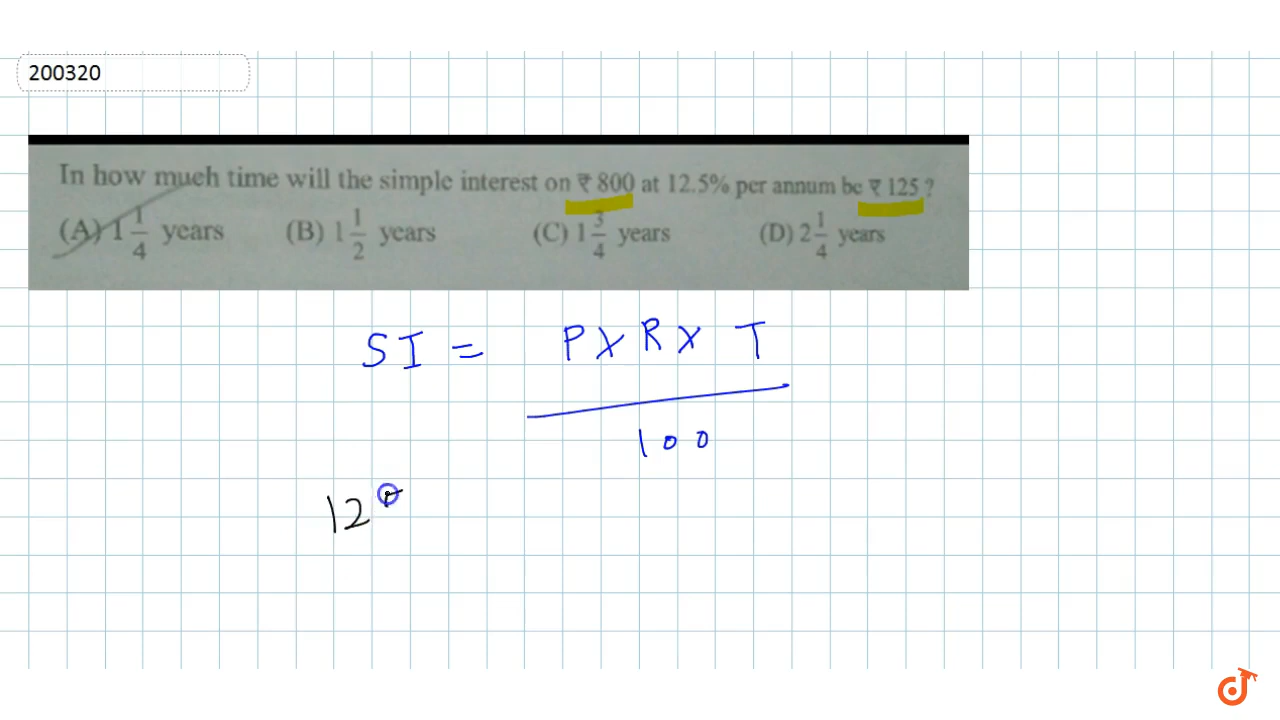 200320
In how much time will the simple interest on ₹ 800 at 12.5% per annum be ₹ 125 ?
(A) 1 1/4 years (B) 1 1/2 years (C) 1 3/4 years (D) 2 1/4 years
SI = P X R X T
100
12